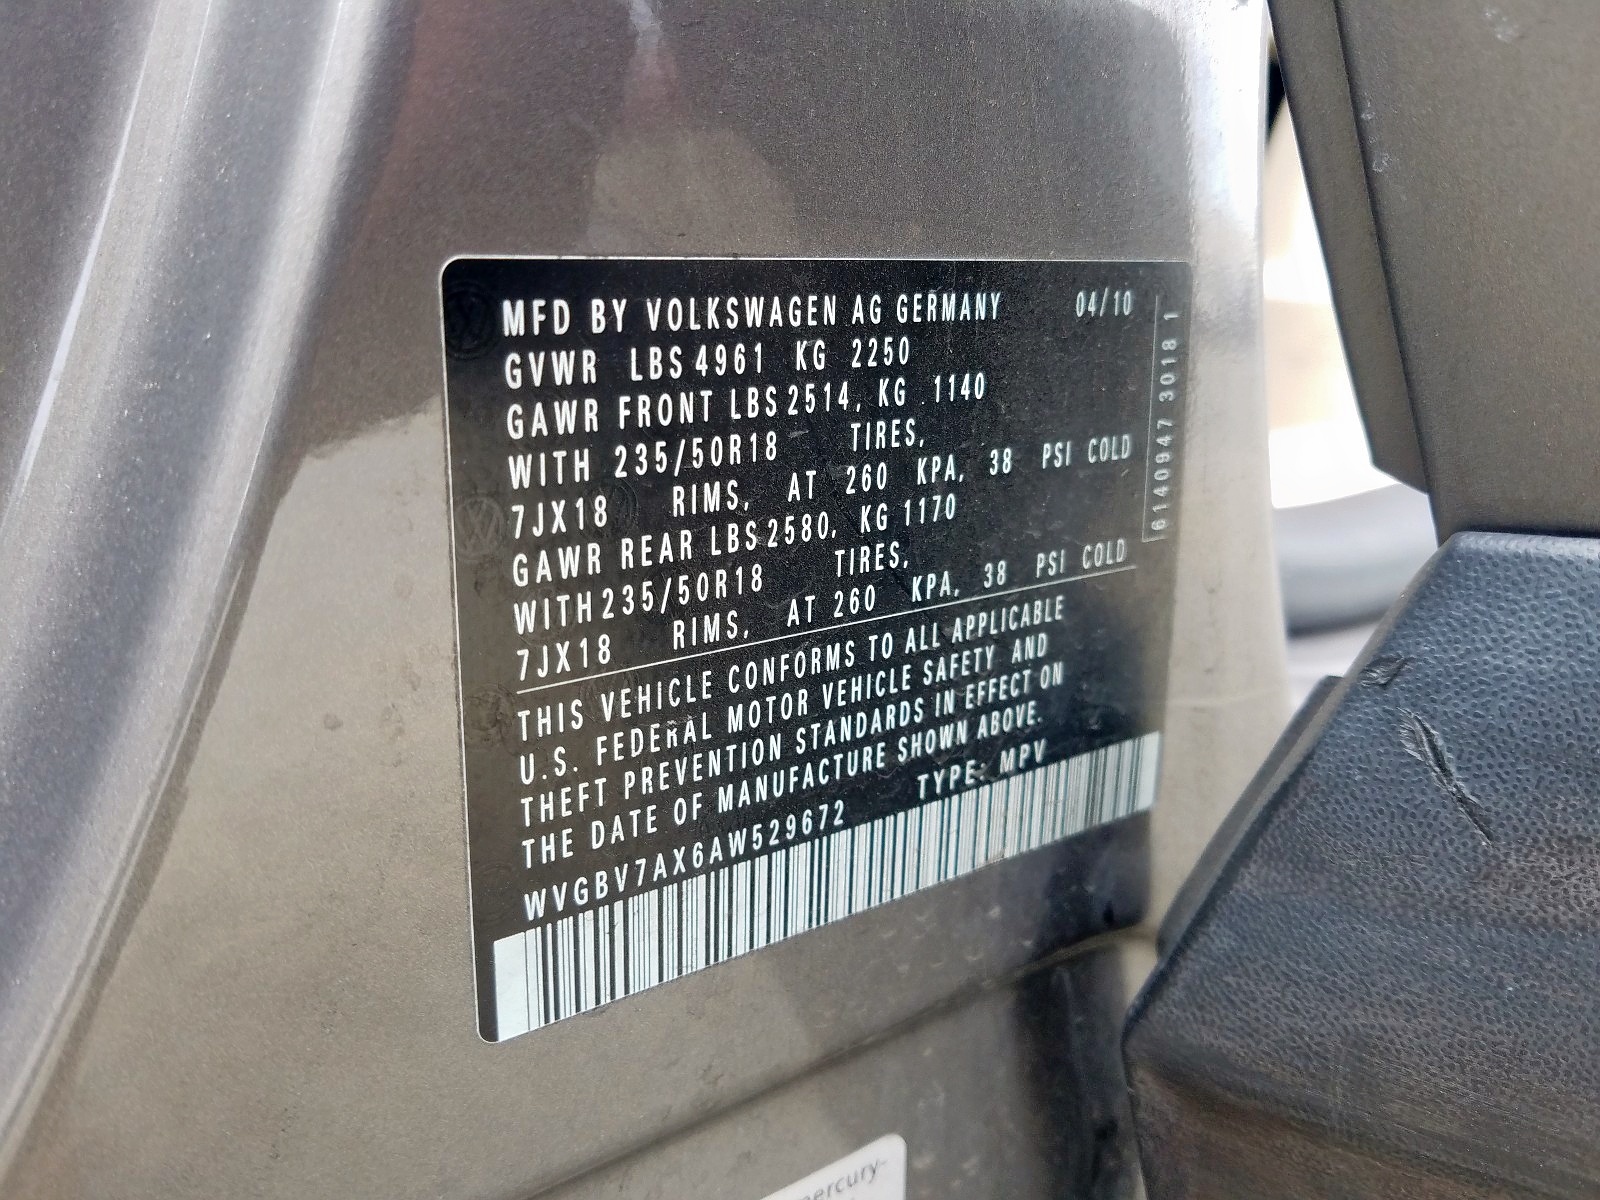 MFD BY VOLKSWAGEN AG GERMANY 04/10
GVWR LBS 4961 KG 2250
GAWR FRONT LBS 2514, KG 1140
WITH 235/50R18 TIRES,
7JX18 RIMS, AT 260 KPA, 38 PSI COLD
GAWR REAR LBS 2580, KG 1170
WITH 235/50R18 TIRES,
7JX18 RIMS, AT 260 KPA, 38 PSI COLD
THIS VEHICLE CONFORMS TO ALL APPLICABLE
U.S. FEDERAL MOTOR VEHICLE SAFETY AND
THEFT PREVENTION STANDARDS IN EFFECT ON
THE DATE OF MANUFACTURE SHOWN ABOVE.
WVGBV7AX6AW529672 TYPE: MPV
6140947 3018 1
mercury-